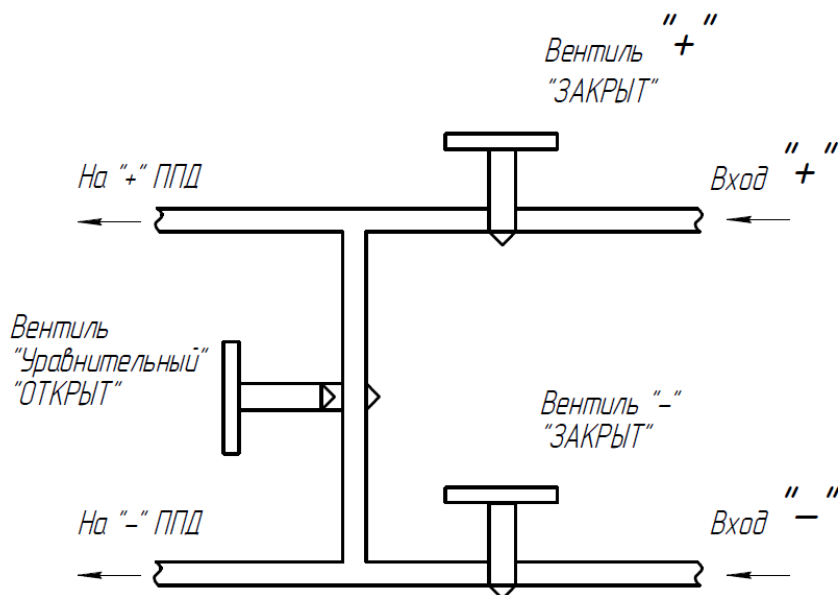 Вентиль "+"
"ЗАКРЫТ"
На "+" ППД
Вход "+"
Вентиль
"Уравнительный"
"ОТКРЫТ"
Вентиль "-"
"ЗАКРЫТ"
На "-" ППД
Вход "-"